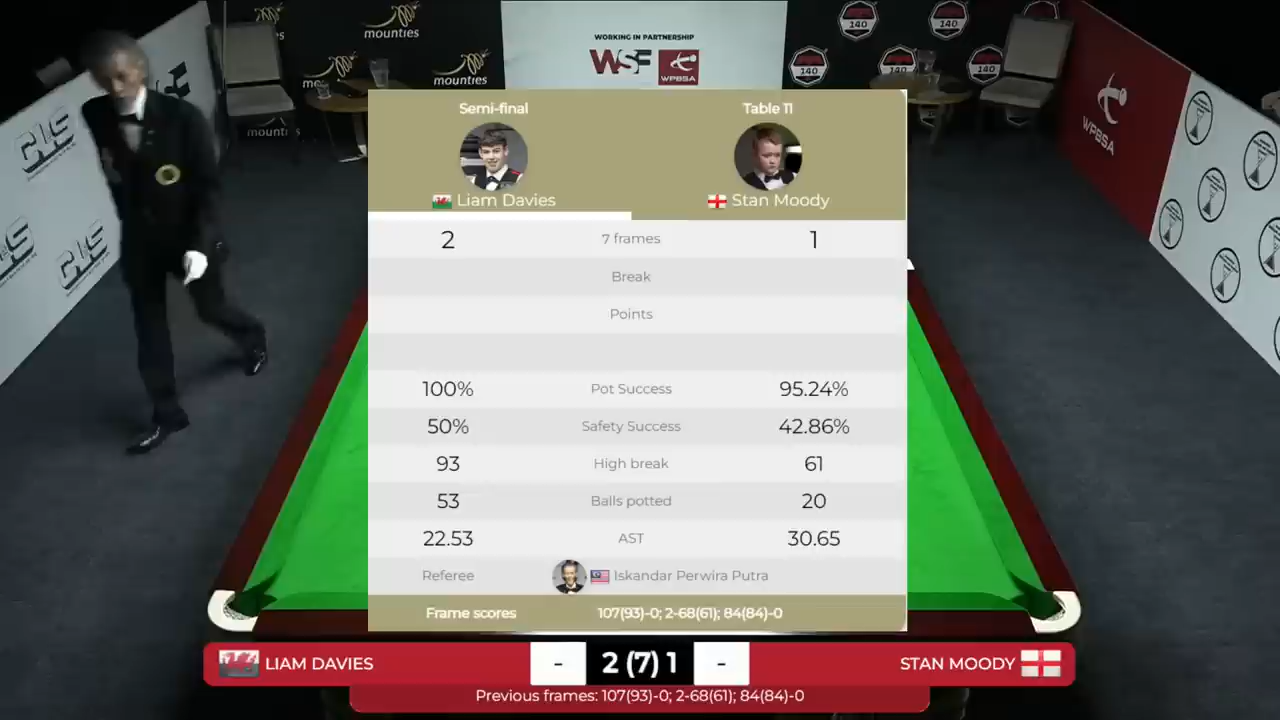 WORKING IN PARTNERSHIP
WSF WPBSA
mounties
mounties
mounties
mounti
140
140
140
WPBSA
CJS
CJS
Semi-final Table 11
Liam Davies Stan Moody
2 7 frames 1
Break
Points
100% Pot Success 95.24%
50% Safety Success 42.86%
93 High break 61
53 Balls potted 20
22.53 AST 30.65
Referee Iskandar Perwira Putra
Frame scores 107(93)-0; 2-68(61); 84(84)-0
LIAM DAVIES - 2 (7) 1 - STAN MOODY
Previous frames: 107(93)-0; 2-68(61); 84(84)-0